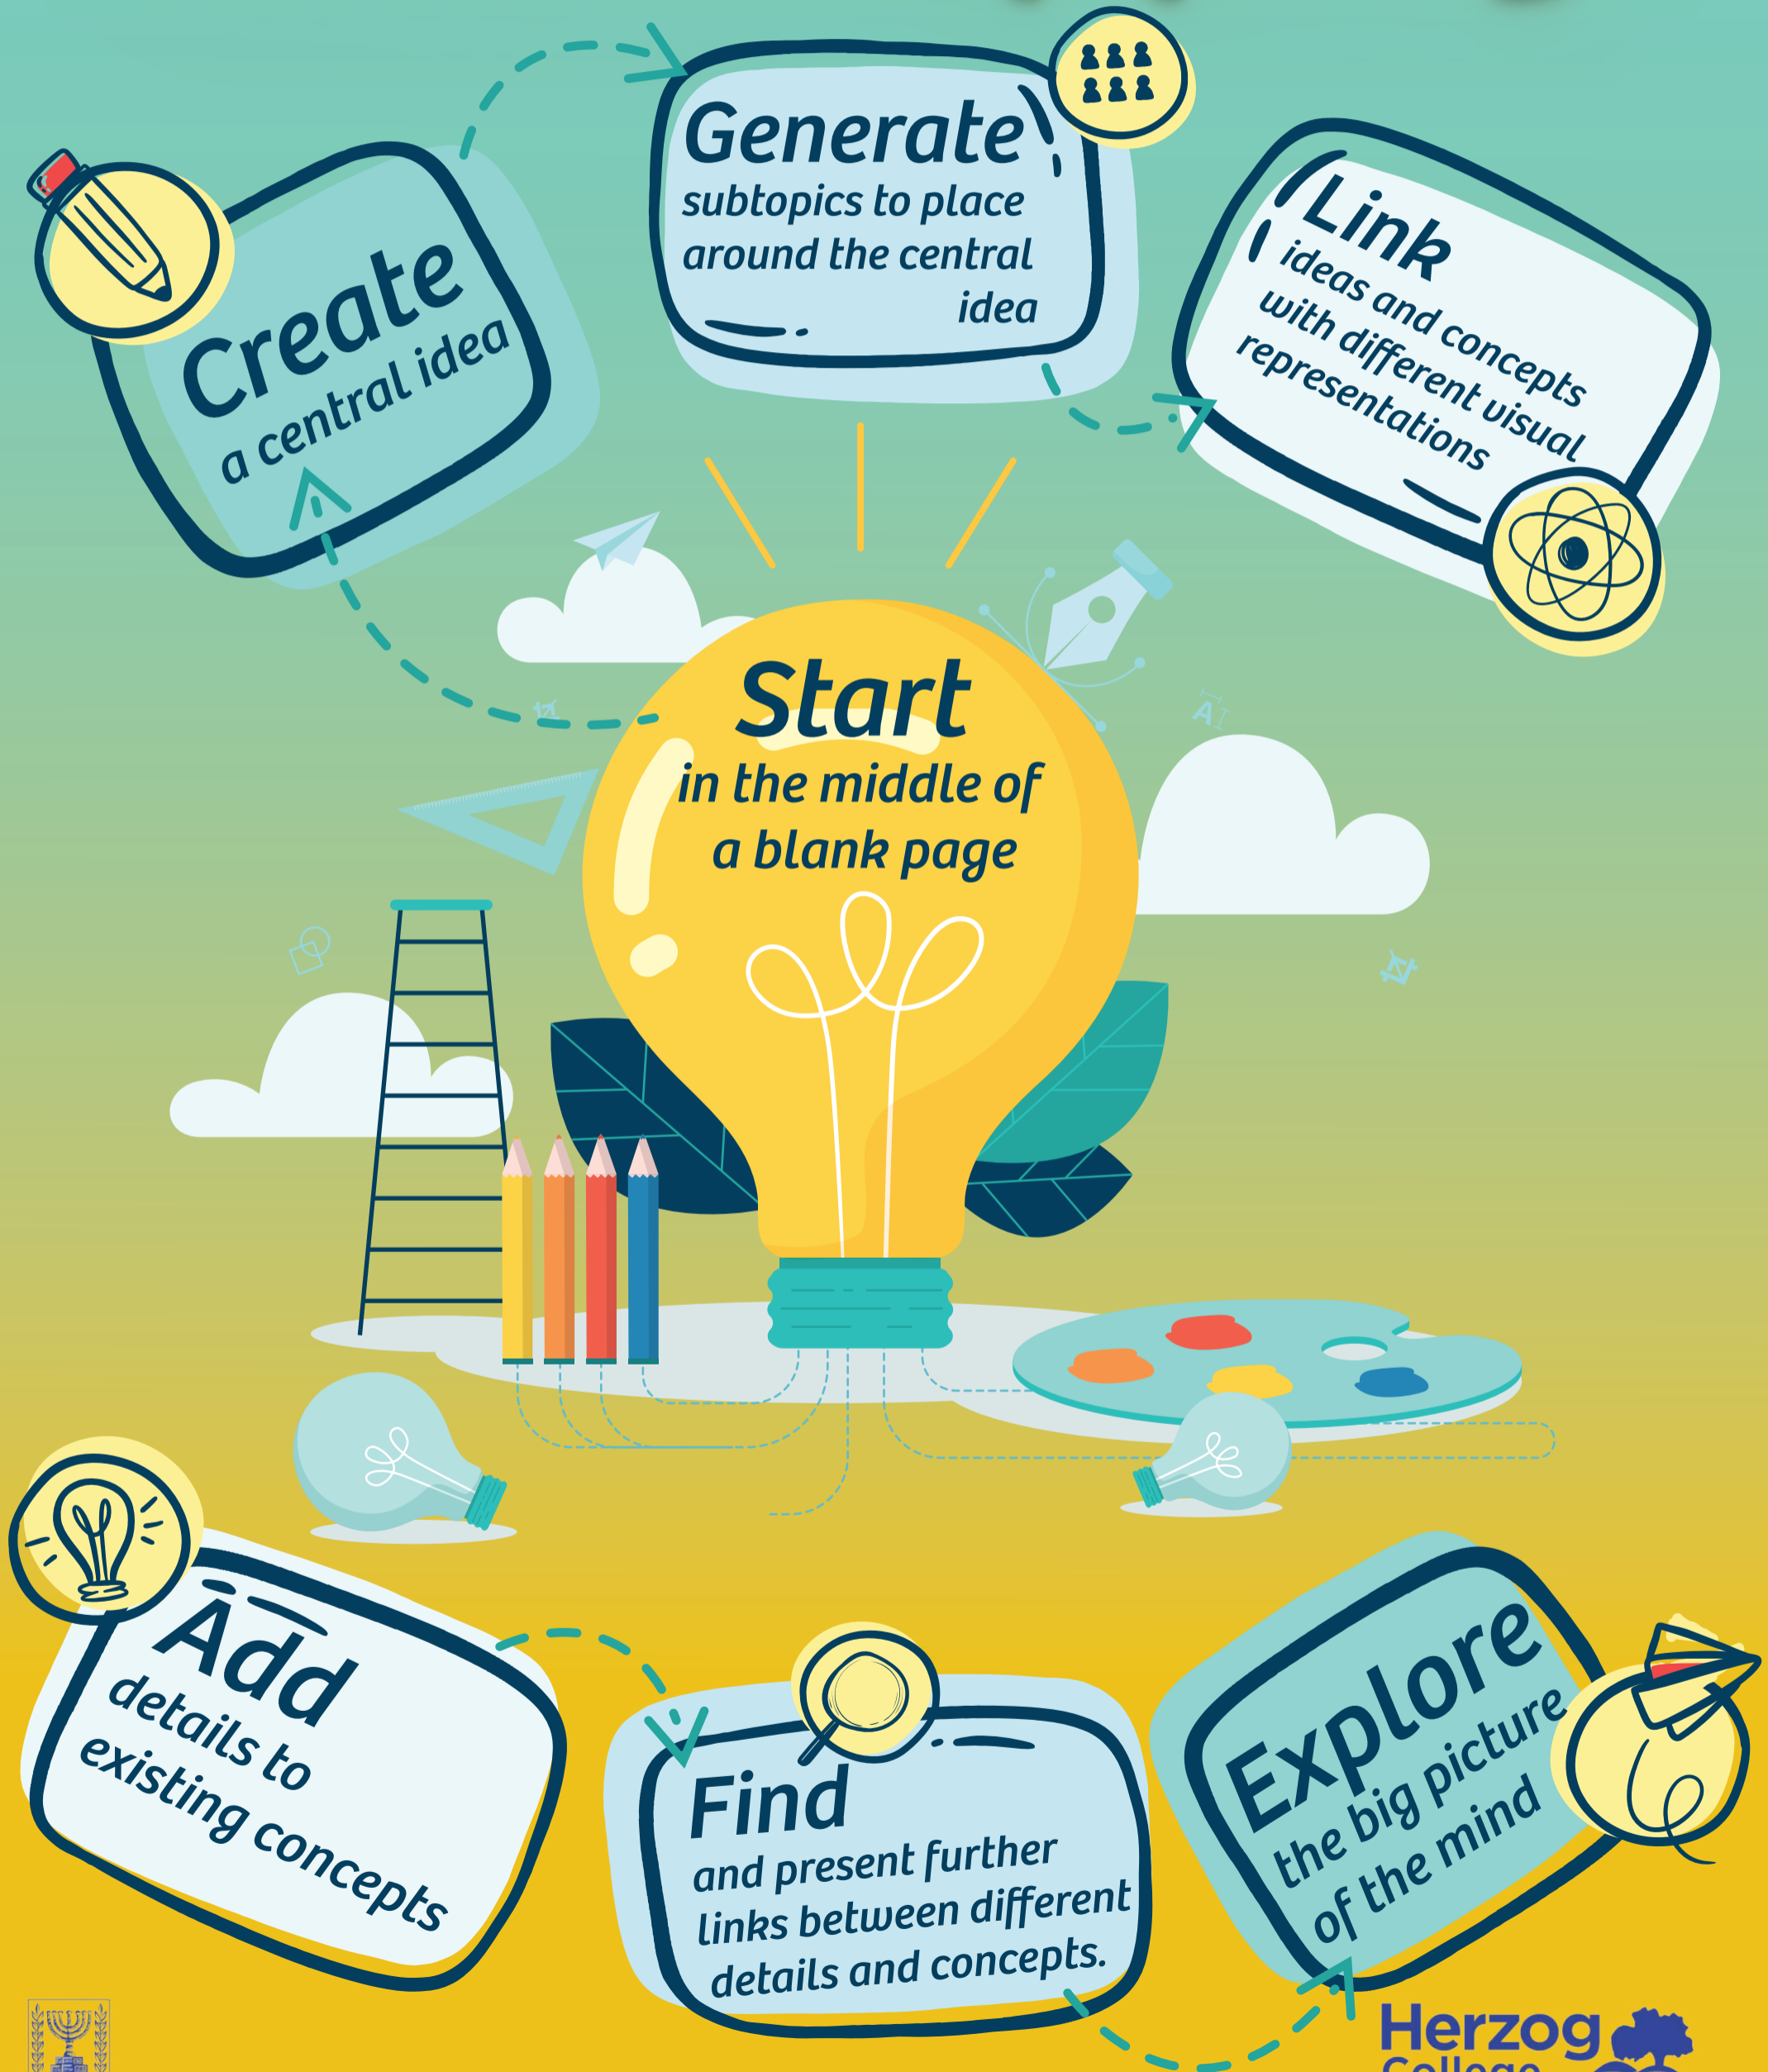 Start
in the middle of
a blank page
Create
a central idea
Generate
subtopics to place
around the central
idea
Link
ideas and concepts
with different visual
representations
Add
details to
existing concepts
Find
and present further
links between different
details and concepts.
Explore
the big picture
of the mind
A
Herzog
College